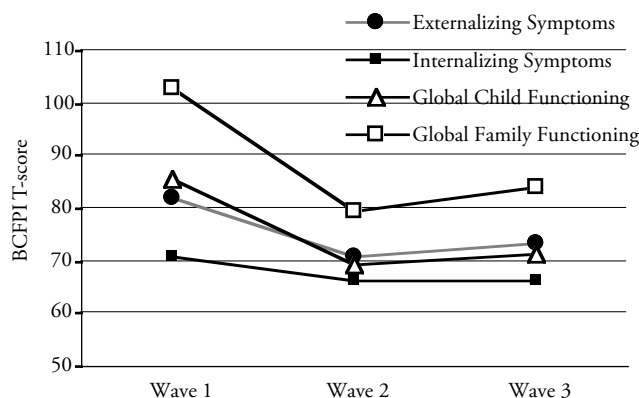 Externalizing Symptoms
Internalizing Symptoms
Global Child Functioning
Global Family Functioning
BCFPI T-score
110
100
90
80
70
60
50
Wave 1
Wave 2
Wave 3